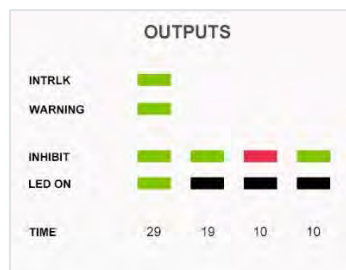 OUTPUTS
INTRLK
WARNING
INHIBIT
LED ON
TIME 29 19 10 10